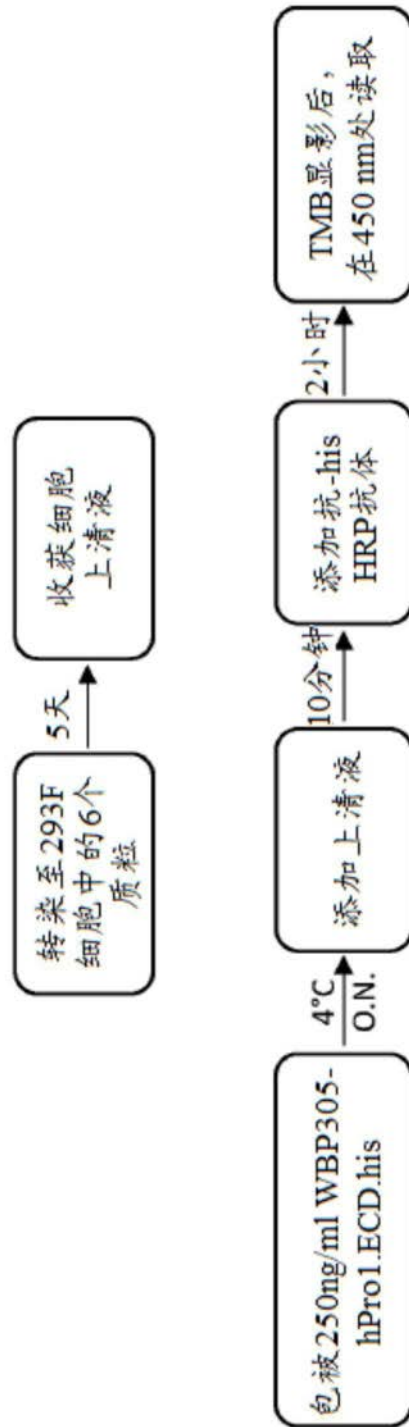 转染至293F
细胞中的6个
质粒
5天
收获细胞
上清液
包被250ng/ml WBP305-
hPro1.ECD.his
4°C
O.N.
添加上清液
10分钟
添加抗-his
HRP抗体
2小时
TMB显影后，
在450 nm处读取